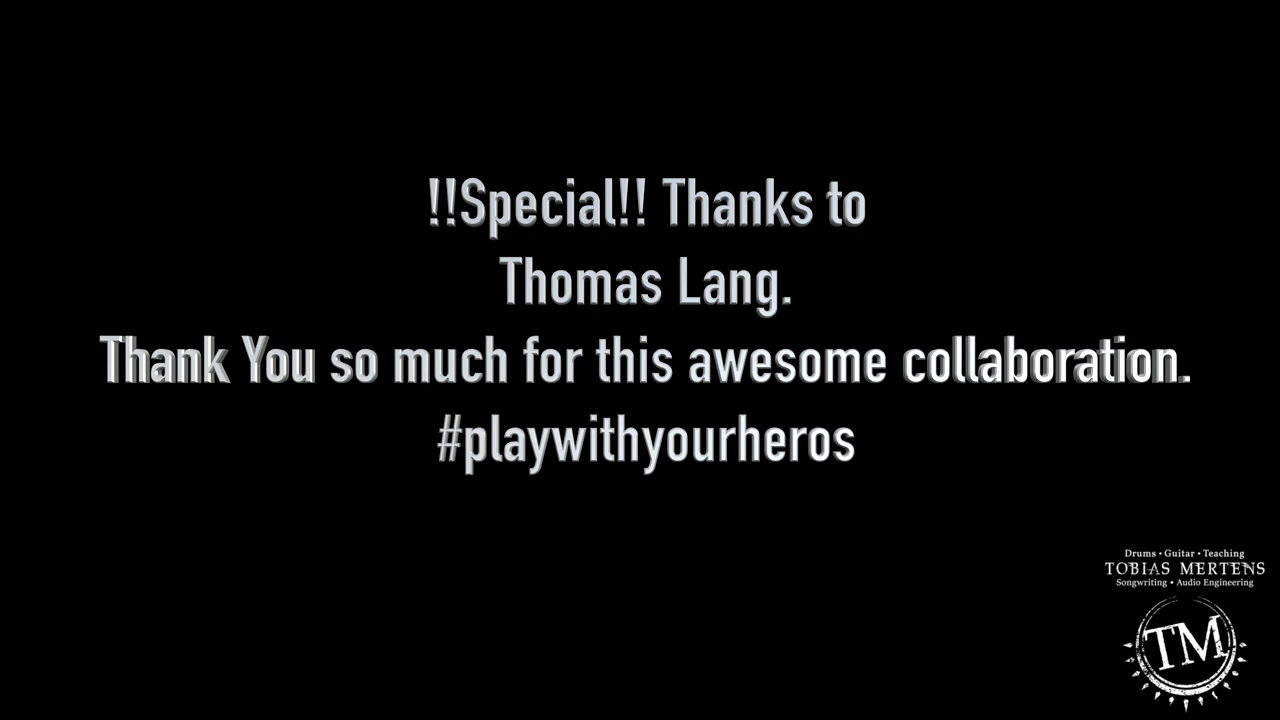 !!Special!! Thanks to
Thomas Lang.
Thank You so much for this awesome collaboration.
#playwithyourheros
Drums • Guitar • Teaching
TOBIAS MERTENS
Songwriting • Audio Engineering
TM